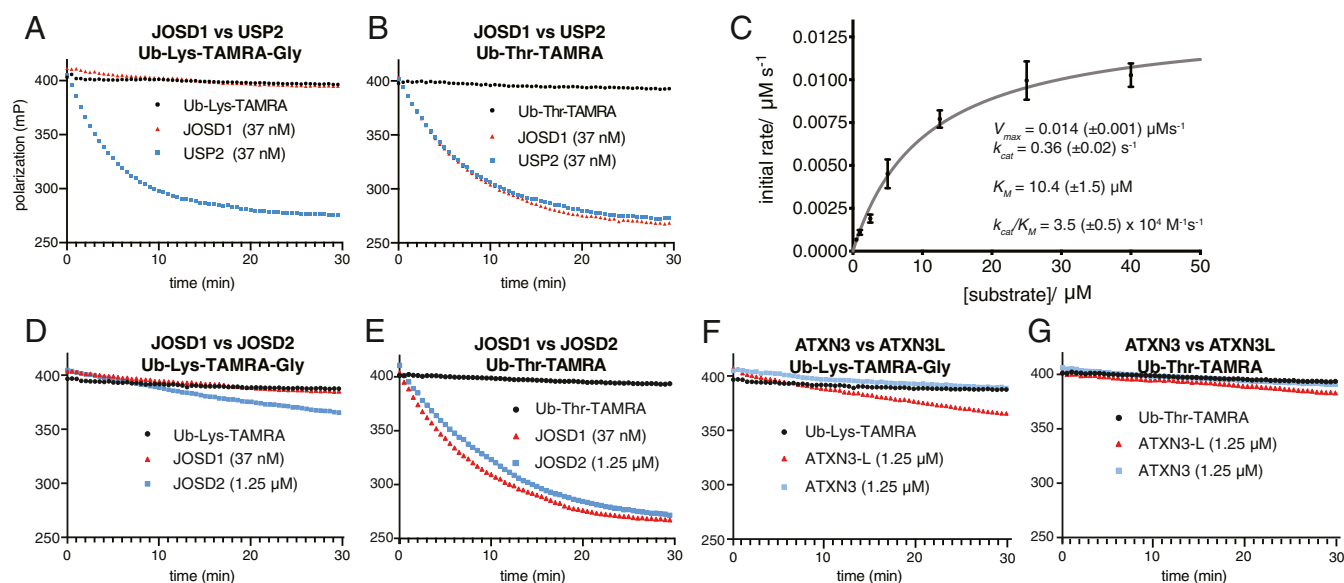 A
JOSD1 vs USP2
Ub-Lys-TAMRA-Gly
polarization (mP)
400
350
300
250
Ub-Lys-TAMRA
JOSD1 (37 nM)
USP2 (37 nM)
0 10 20 30
time (min)
B
JOSD1 vs USP2
Ub-Thr-TAMRA
400
350
300
250
Ub-Thr-TAMRA
JOSD1 (37 nM)
USP2 (37 nM)
0 10 20 30
time (min)
C
initial rate/ µM s⁻¹
0.0125
0.0100
0.0075
0.0050
0.0025
0.0000
Vmax = 0.014 (±0.001) µMs⁻¹
kcat = 0.36 (±0.02) s⁻¹
KM = 10.4 (±1.5) µM
kcat/KM = 3.5 (±0.5) x 10⁴ M⁻¹s⁻¹
0 10 20 30 40 50
[substrate]/ µM
D
JOSD1 vs JOSD2
Ub-Lys-TAMRA-Gly
400
350
400
250
Ub-Lys-TAMRA
JOSD1 (37 nM)
JOSD2 (1.25 µM)
0 10 20 30
time (min)
E
JOSD1 vs JOSD2
Ub-Thr-TAMRA
400
350
400
250
Ub-Thr-TAMRA
JOSD1 (37 nM)
JOSD2 (1.25 µM)
0 10 20 30
time (min)
F
ATXN3 vs ATXN3L
Ub-Lys-TAMRA-Gly
400
350
400
250
Ub-Lys-TAMRA
ATXN3-L (1.25 µM)
ATXN3 (1.25 µM)
0 10 20 30
time (min)
G
ATXN3 vs ATXN3L
Ub-Thr-TAMRA
400
350
400
250
Ub-Thr-TAMRA
ATXN3-L (1.25 µM)
ATXN3 (1.25 µM)
0 10 20 30
time (min)